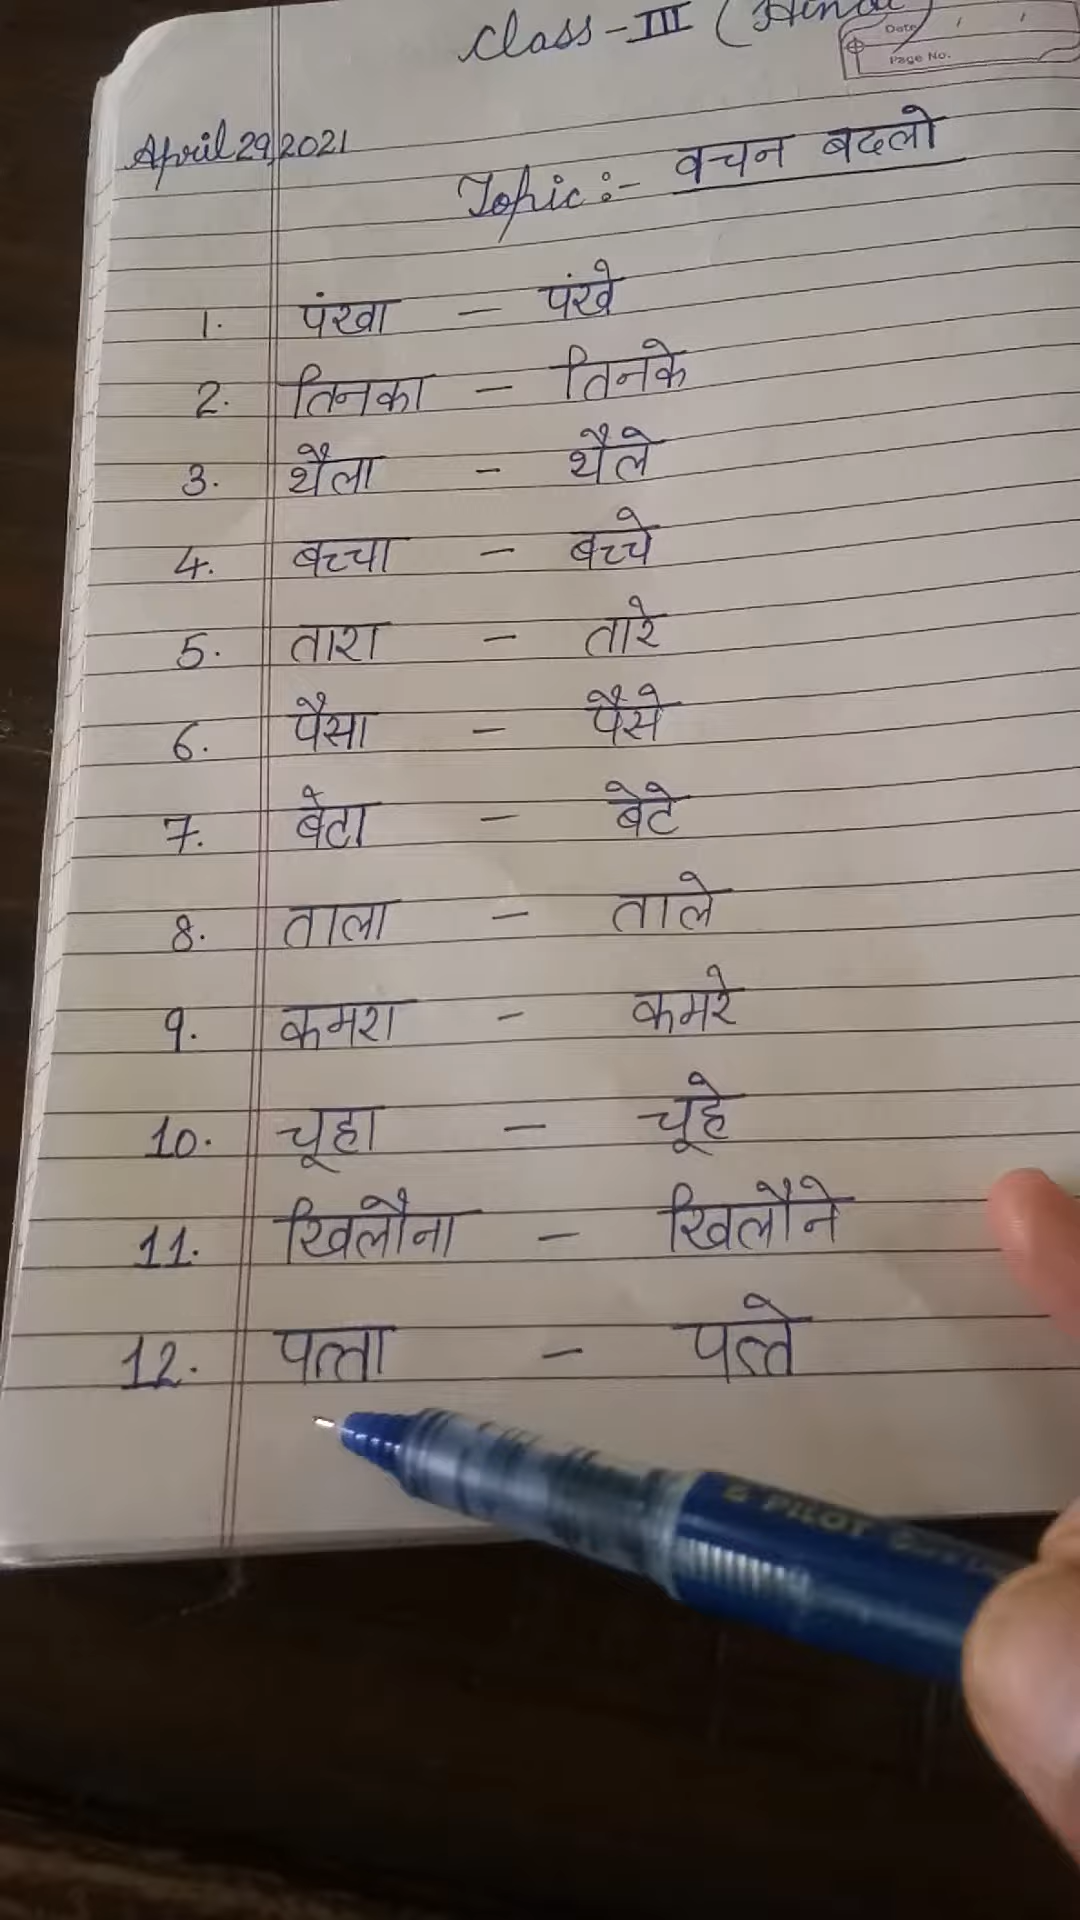 Class-III (Hindi)
Date / /
Page No.
April 29, 2021
Topic:- वचन बदलो
1. पंखा - पंखे
2. तिनका - तिनके
3. थैला - थैले
4. बच्चा - बच्चे
5. तारा - तारे
6. पैसा - पैसे
7. बेटा - बेटे
8. ताला - ताले
9. कमरा - कमरे
10. चूहा - चूहे
11. खिलौना - खिलौने
12. पत्ता - पत्ते
PILOT